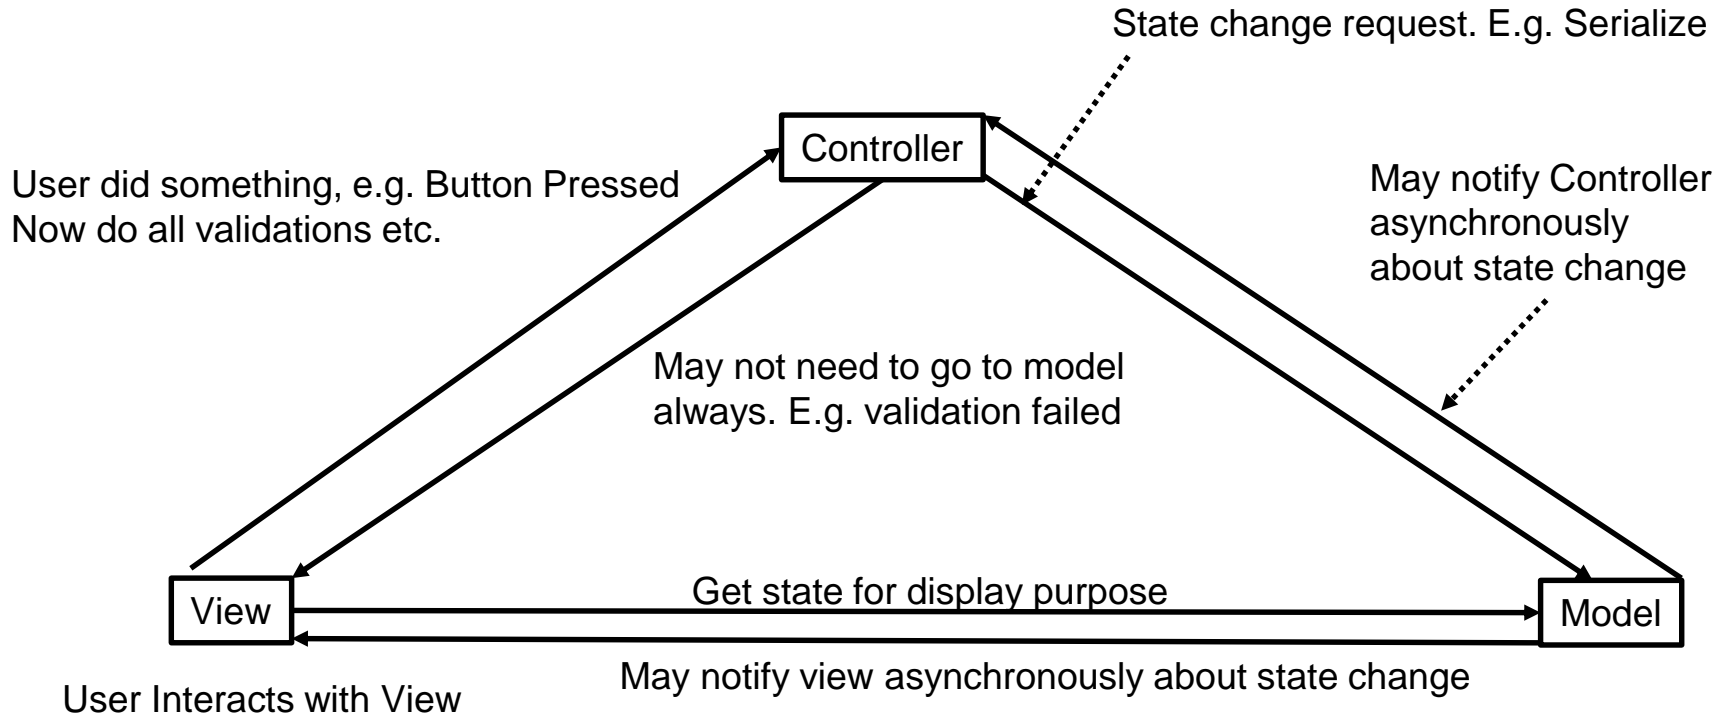 State change request. E.g. Serialize
Controller
User did something, e.g. Button Pressed
Now do all validations etc.
May notify Controller
asynchronously
about state change
May not need to go to model
always. E.g. validation failed
Get state for display purpose
View
Model
May notify view asynchronously about state change
User Interacts with View